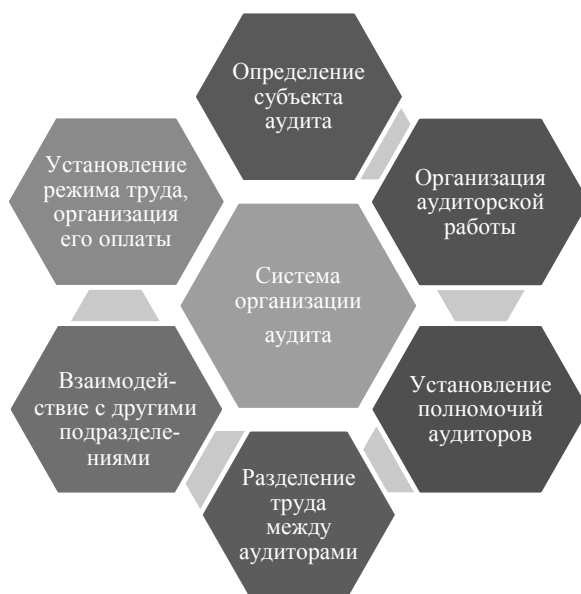 Определение
субъекта
аудита
Организация
аудиторской
работы
Установление
полномочий
аудиторов
Разделение
труда
между
аудиторами
Взаимодей-
ствие с другими
подразделе-
ниями
Установление
режима труда,
организация
его оплаты
Система
организации
аудита